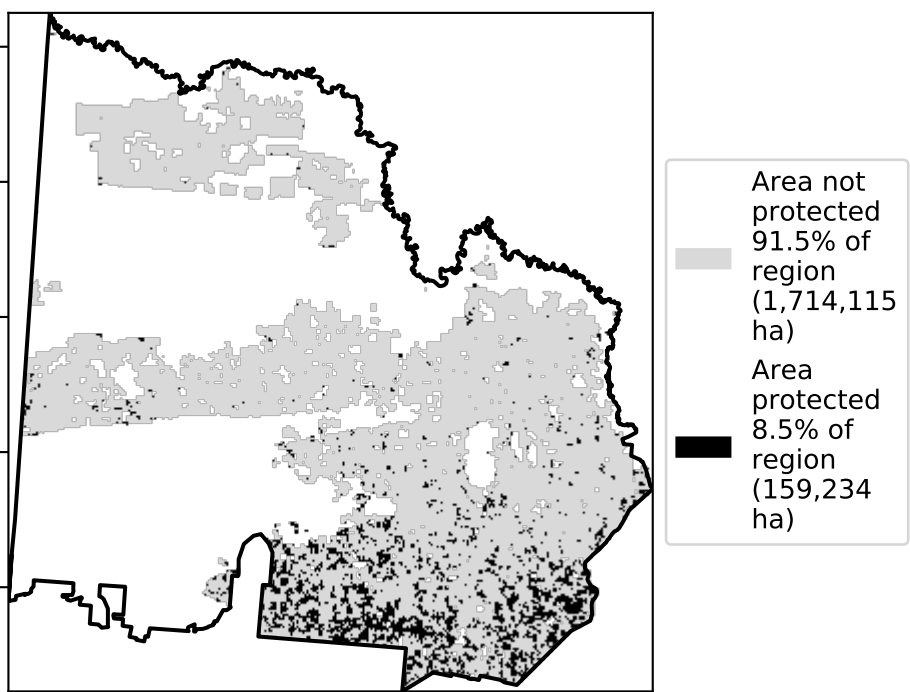 Area not
protected
91.5% of
region
(1,714,115
ha)
Area
protected
8.5% of
region
(159,234
ha)